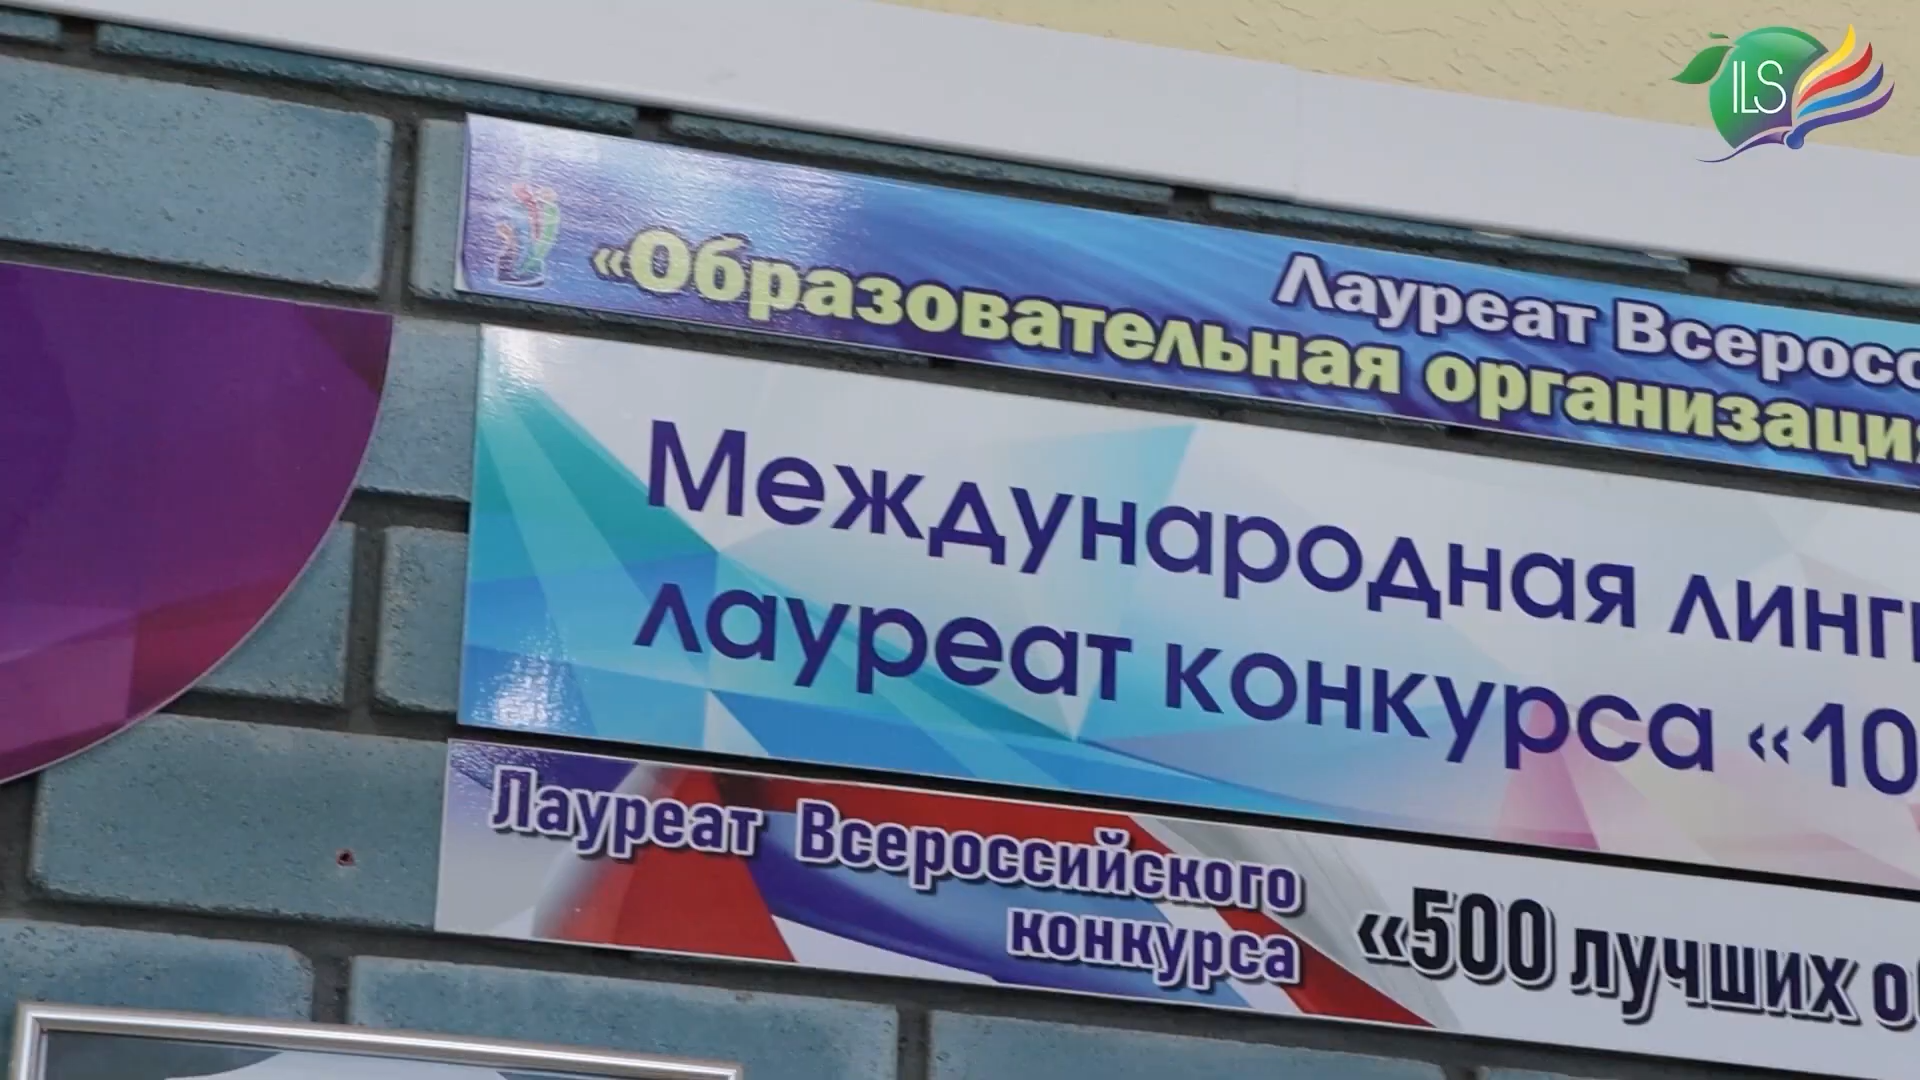 ILS
Лауреат Всеросс
«Образовательная организаци
Международная линг
лауреат конкурса «10
Лауреат Всероссийского
конкурса
«500 лучших о